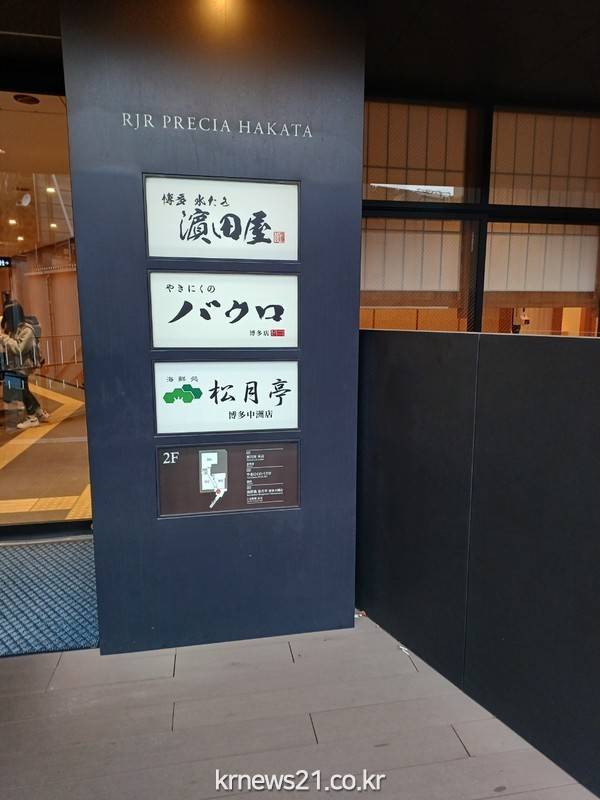 RJR PRECIA HAKATA
博多 水たき
濱田屋
やきにくの
バクロ
博多店
海鮮処
松月亭
博多中洲店
2F
krnews21.co.kr